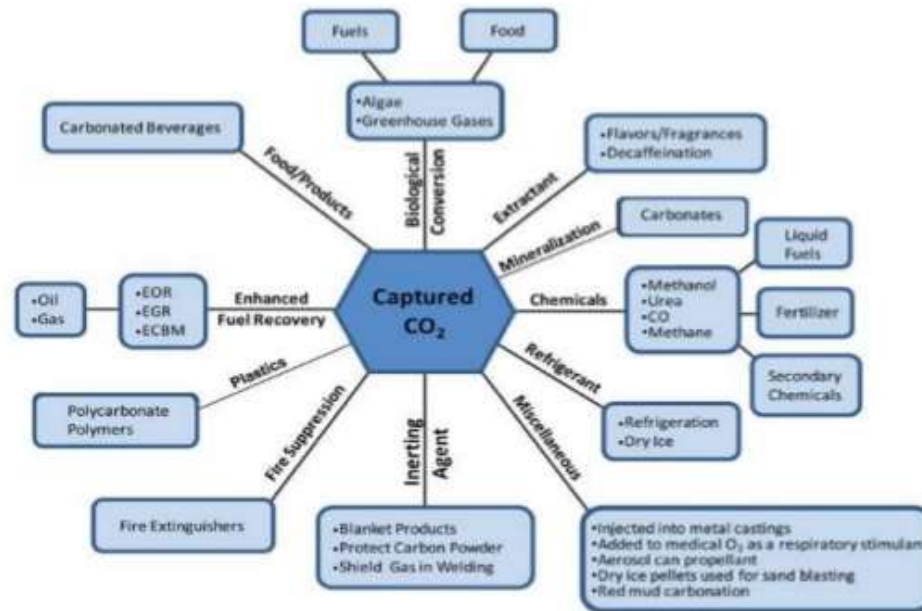 Fuels
Food
•Algae
•Greenhouse Gases
Carbonated Beverages
•Flavors/Fragrances
•Decaffeination
Food/Products
Biological
Conversion
Extractant
Mineralization
Carbonates
Liquid
Fuels
•Oil
•Gas
•EOR
•EGR
•ECBM
Enhanced
Fuel Recovery
Captured
CO₂
Chemicals
•Methanol
•Urea
•CO
•Methane
Fertilizer
Secondary
Chemicals
Plastics
Polycarbonate
Polymers
Refrigerant
•Refrigeration
•Dry Ice
Fire Suppression
Inerting
Agent
Miscellaneous
Fire Extinguishers
•Blanket Products
•Protect Carbon Powder
•Shield Gas in Welding
•Injected into metal castings
•Added to medical O₂ as a respiratory stimulan
•Aerosol can propellant
•Dry ice pellets used for sand blasting
•Red mud carbonation